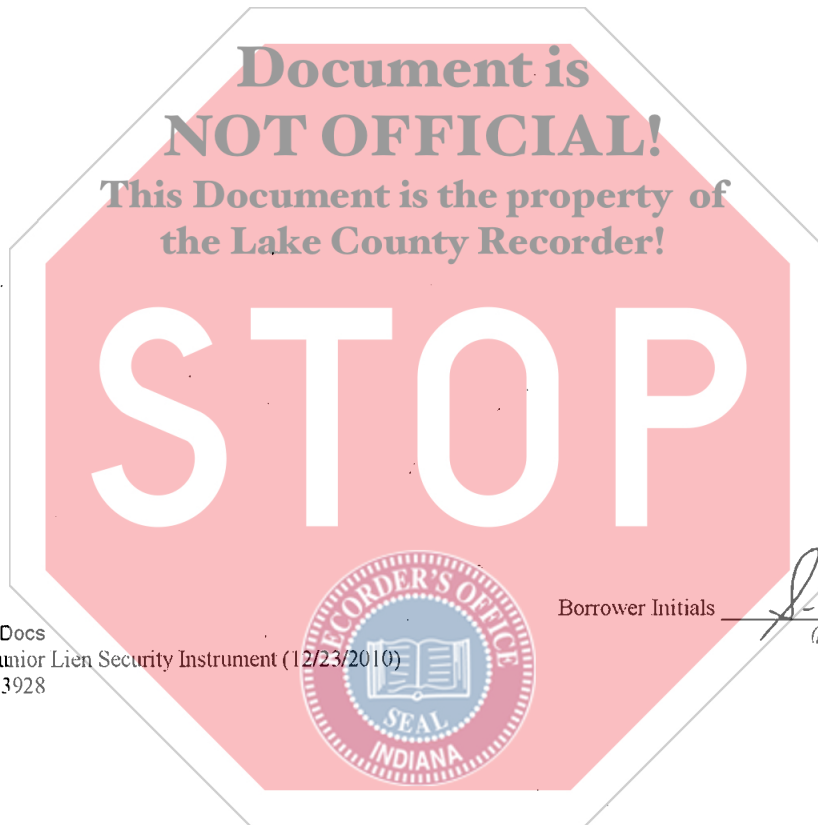 Document is
NOT OFFICIAL!
This Document is the property of
the Lake County Recorder!
STOP
Borrower Initials
Docs
unior Lien Security Instrument (12/23/2010)
3928
RECORDER'S OFFICE
SEAL
INDIANA